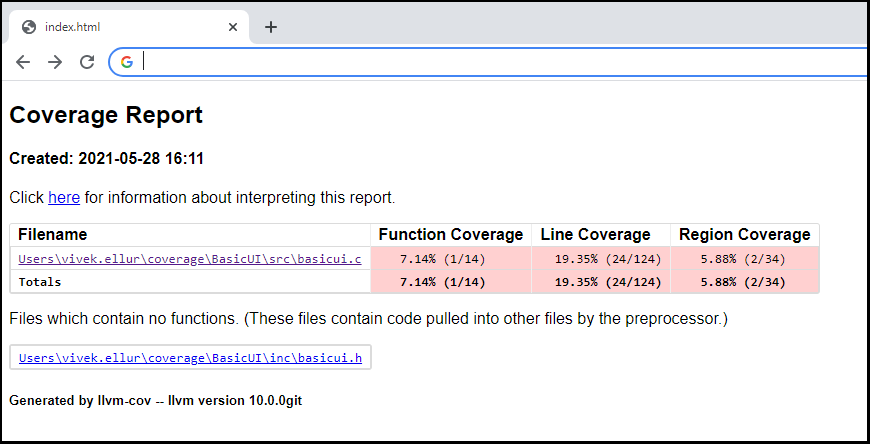 index.html
Coverage Report
Created: 2021-05-28 16:11
Click here for information about interpreting this report.
Filename Function Coverage Line Coverage Region Coverage
Users\vivek.ellur\coverage\BasicUI\src\basicui.c 7.14% (1/14) 19.35% (24/124) 5.88% (2/34)
Totals 7.14% (1/14) 19.35% (24/124) 5.88% (2/34)
Files which contain no functions. (These files contain code pulled into other files by the preprocessor.)
Users\vivek.ellur\coverage\BasicUI\inc\basicui.h
Generated by llvm-cov -- llvm version 10.0.0git